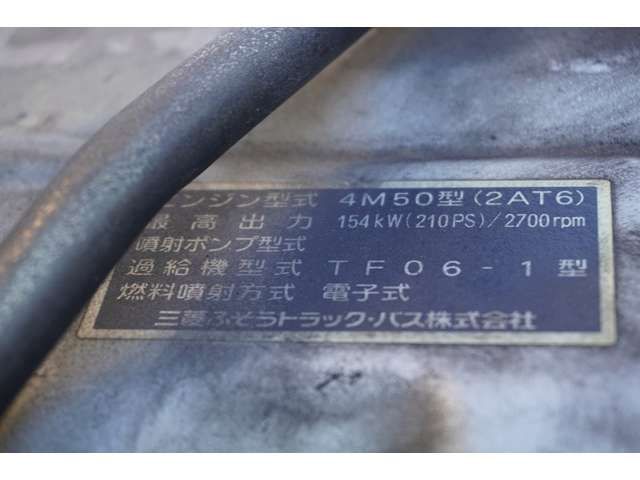 エンジン型式 4M50型(2AT6)
最高出力 154kW(210PS)/2700rpm
噴射ポンプ型式
過給機型式 TF06-1型
燃料噴射方式 電子式
三菱ふそうトラック・バス株式会社